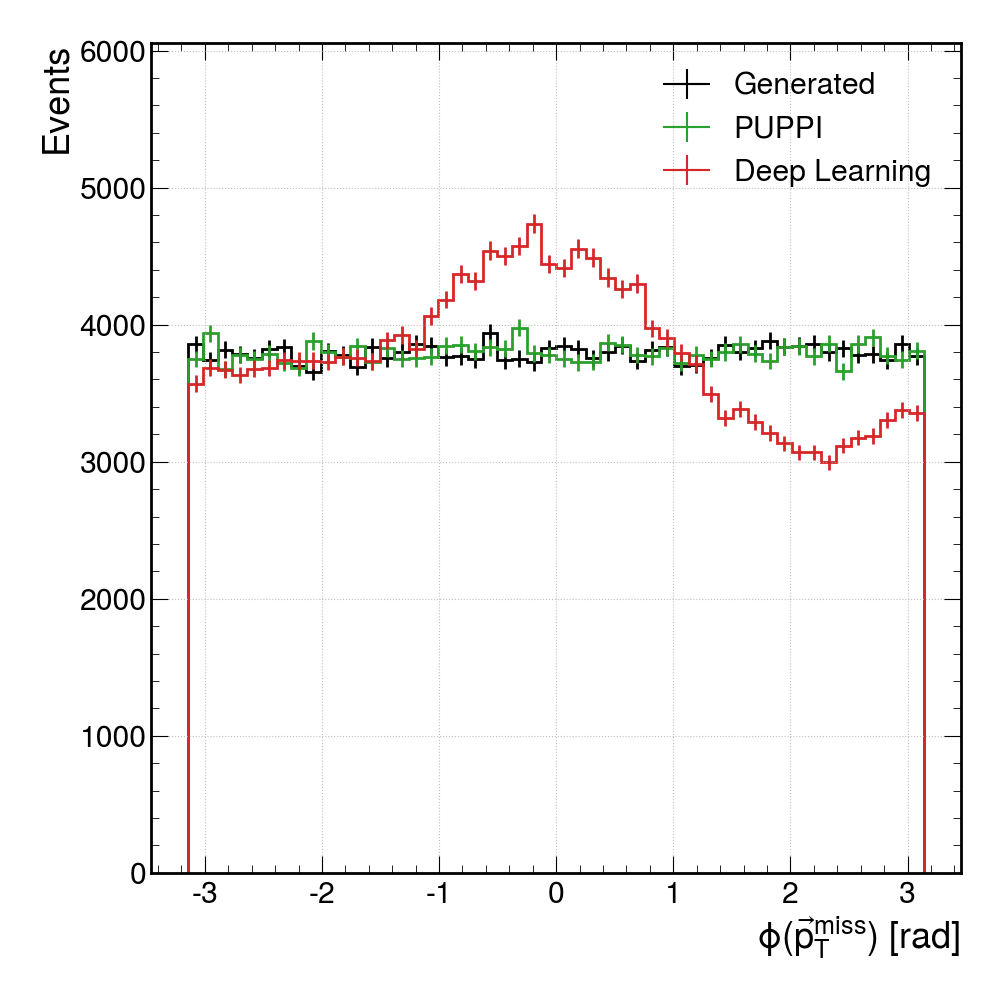 Events
6000
5000
4000
3000
2000
1000
0
Generated
PUPPI
Deep Learning
-3 -2 -1 0 1 2 3
ϕ(p⃗_T^miss) [rad]